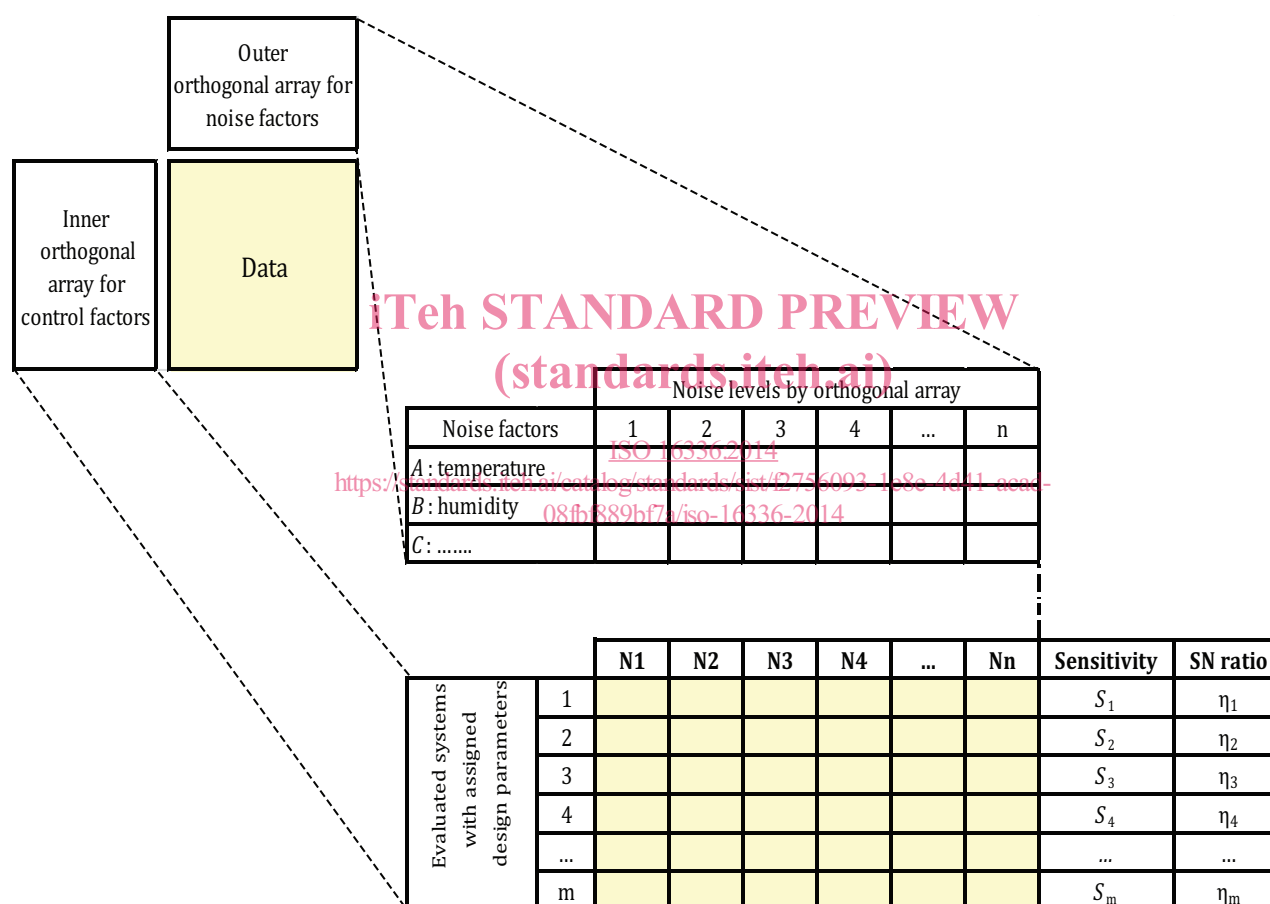 Outer
orthogonal array for
noise factors
Inner
orthogonal
array for
control factors
Data
iTeh STANDARD PREVIEW
(standards.iteh.ai)
Noise levels by orthogonal array
Noise factors 1 2 3 4 ... n
ISO 16336:2014
A : temperature
https://standards.iteh.ai/catalog/standards/sist/f2756093-1e8e-4d41-acad-
B : humidity
08fbf889bf7a/iso-16336-2014
C : .......
N1 N2 N3 N4 ... Nn Sensitivity SN ratio
Evaluated systems
with assigned
design parameters
1 S1 η1
2 S2 η2
3 S3 η3
4 S4 η4
... ... ...
m Sm ηm